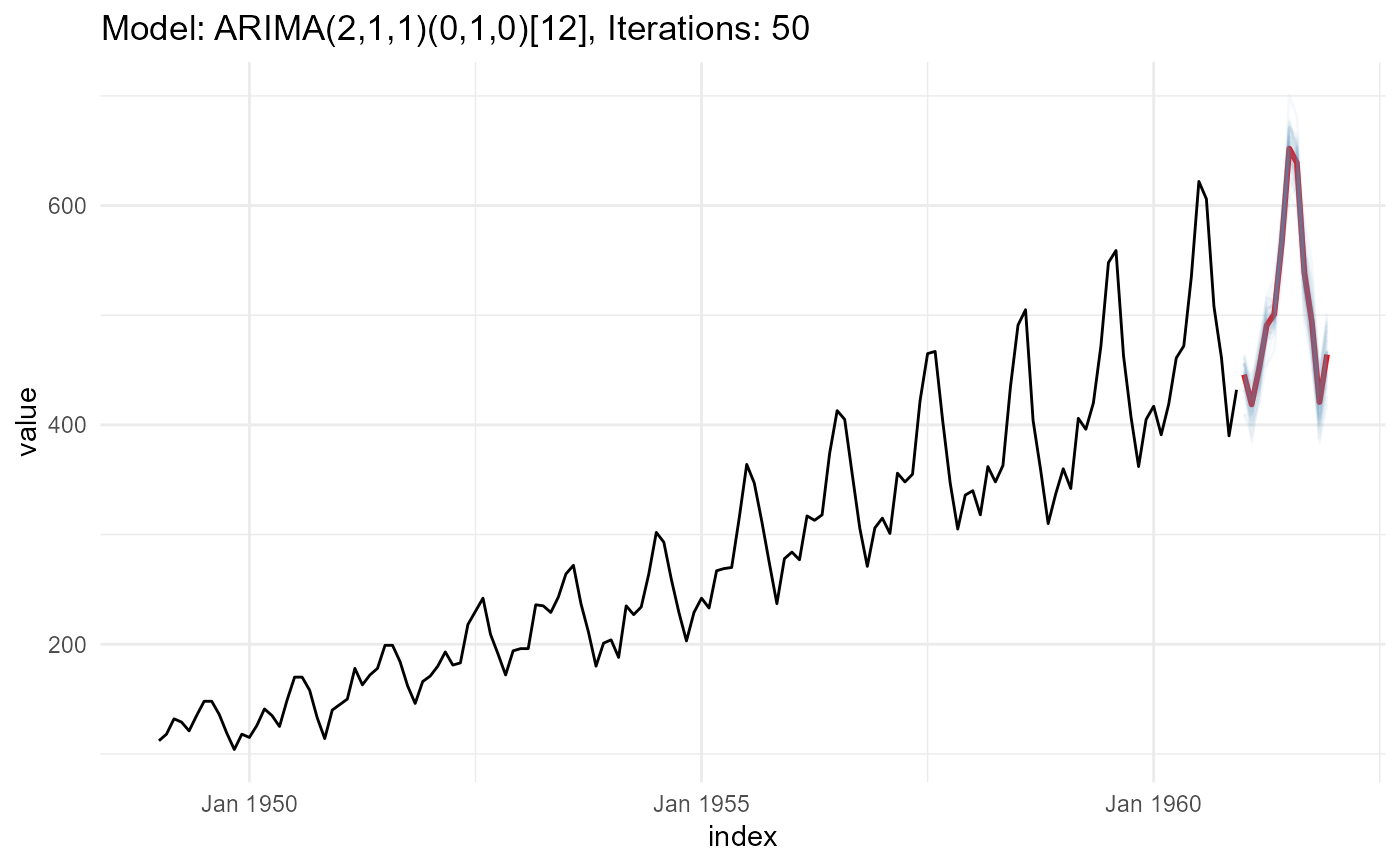 Model: ARIMA(2,1,1)(0,1,0)[12], Iterations: 50
600
400
200
value
Jan 1950
Jan 1955
Jan 1960
index